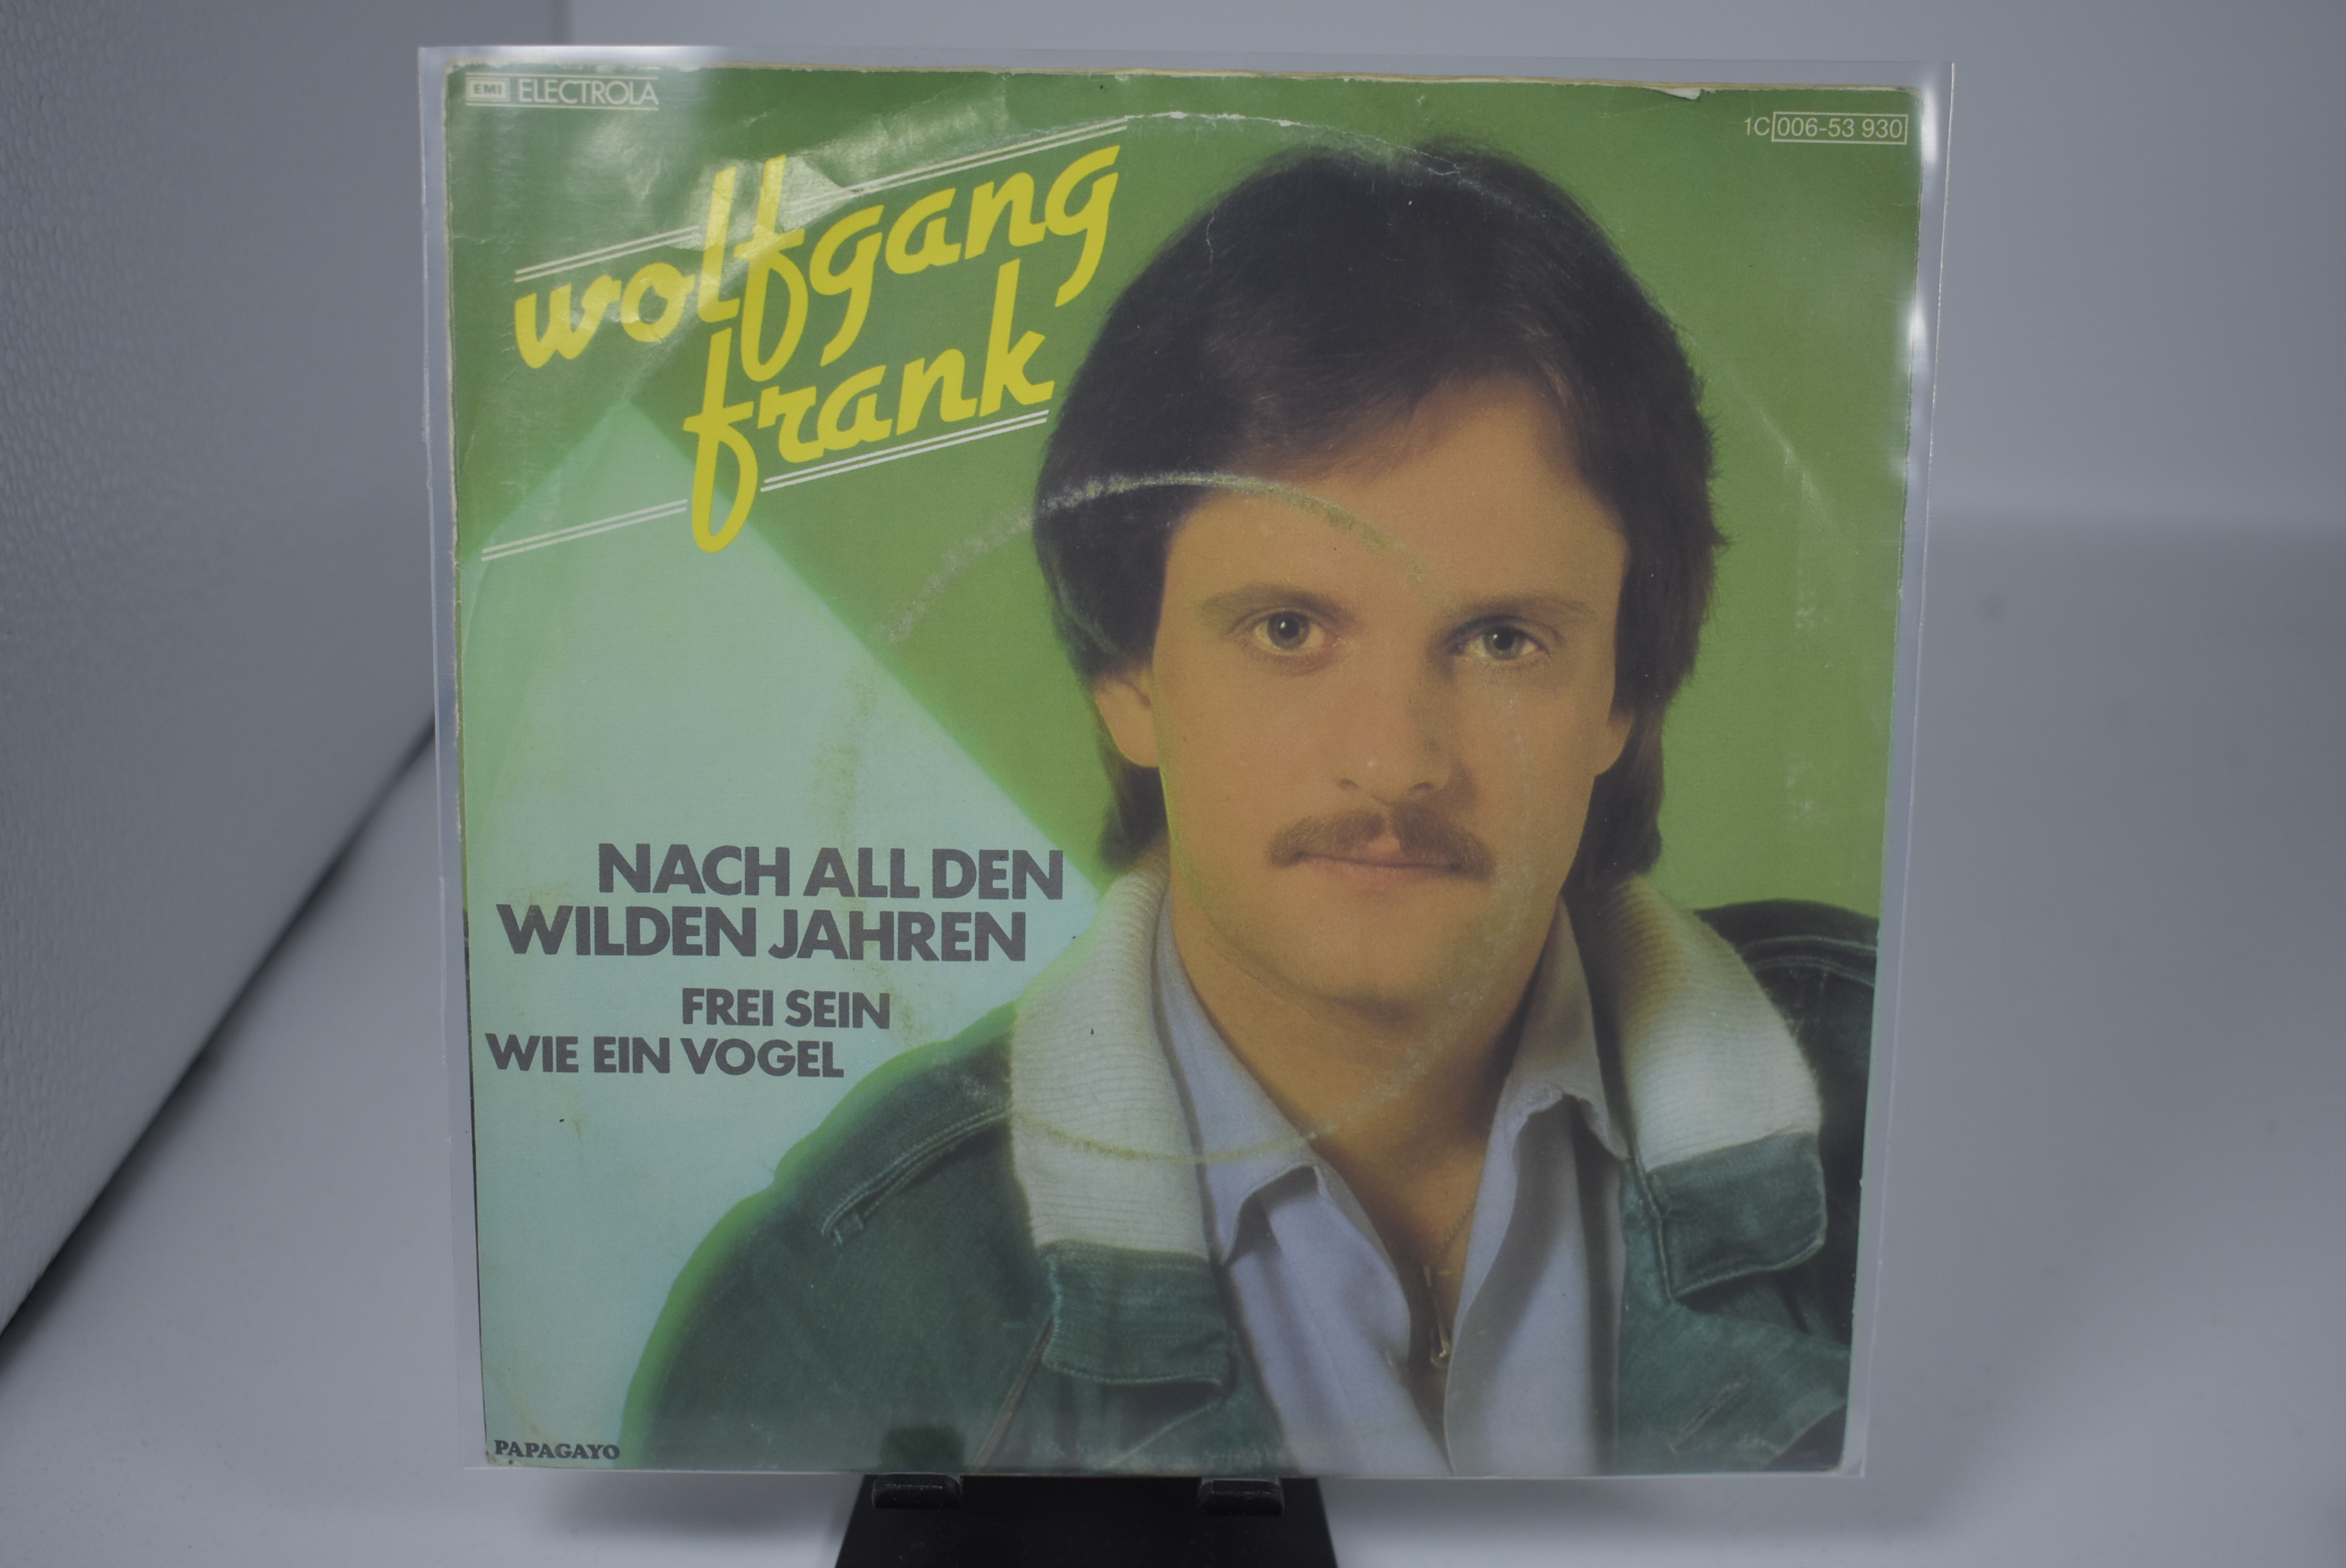 EMI ELECTROLA
1C 006-53 930
wolfgang
frank
NACH ALL DEN
WILDEN JAHREN
FREI SEIN
WIE EIN VOGEL
PAPAGAYO